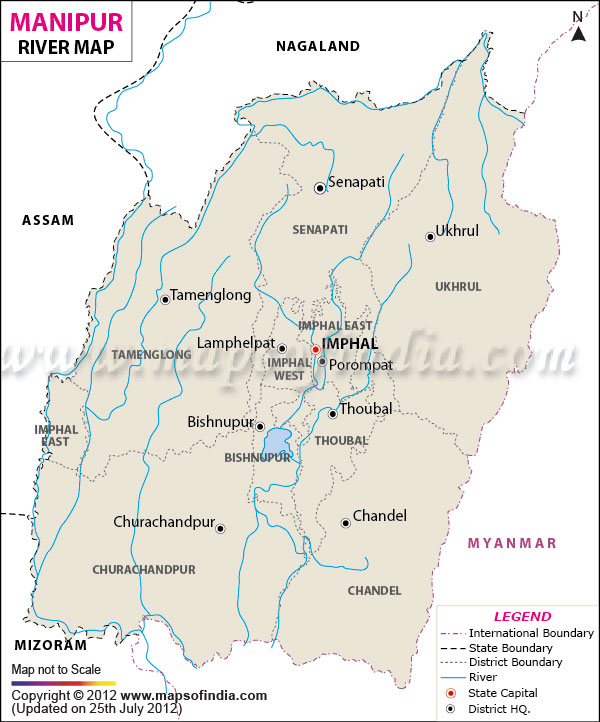 MANIPUR
RIVER MAP
N
NAGALAND
ASSAM
Senapati
SENAPATI
Ukhrul
UKHRUL
Tamenglong
IMPHAL EAST
IMPHAL
Lamphelpat
TAMENGLONG
www.mapsofindia.com
IMPHAL
WEST
Porompat
Thoubal
Bishnupur
IMPHAL
EAST
THOUBAL
BISHNUPUR
Churachandpur
Chandel
MYANMAR
CHURACHANDPUR
CHANDEL
MIZORAM
LEGEND
International Boundary
State Boundary
District Boundary
River
State Capital
District HQ.
Map not to Scale
Copyright © 2012 www.mapsofindia.com
(Updated on 25th July 2012)